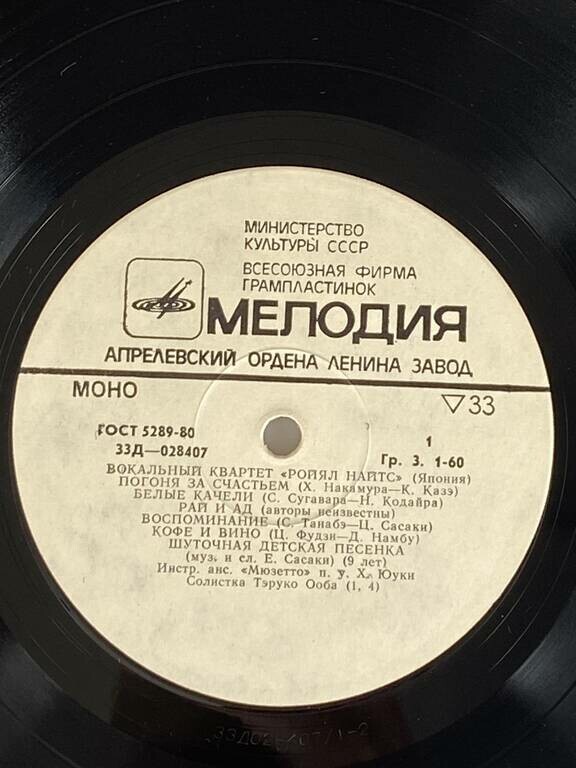 МИНИСТЕРСТВО
КУЛЬТУРЫ СССР
ВСЕСОЮЗНАЯ ФИРМА
ГРАМПЛАСТИНОК
МЕЛОДИЯ
АПРЕЛЕВСКИЙ ОРДЕНА ЛЕНИНА ЗАВОД
МОНО
▽33
ГОСТ 5289-80
33Д—028407
1
Гр. 3. 1-60
ВОКАЛЬНЫЙ КВАРТЕТ «РОЙЯЛ НАЙТС» (Япония)
ПОГОНЯ ЗА СЧАСТЬЕМ (Х. Накамура—К. Казэ)
БЕЛЫЕ КАЧЕЛИ (С. Сугавара—Н. Кодайра)
РАЙ И АД (авторы неизвестны)
ВОСПОМИНАНИЕ (С. Танабэ—Ц. Сасаки)
КОФЕ И ВИНО (Ц. Фудзи—Д. Намбу)
ШУТОЧНАЯ ДЕТСКАЯ ПЕСЕНКА
(муз. и сл. Е. Сасаки) (9 лет)
Инстр. анс. «Мюзетто» п. у. Х. Юуки
Солистка Тэруко Ооба (1, 4)